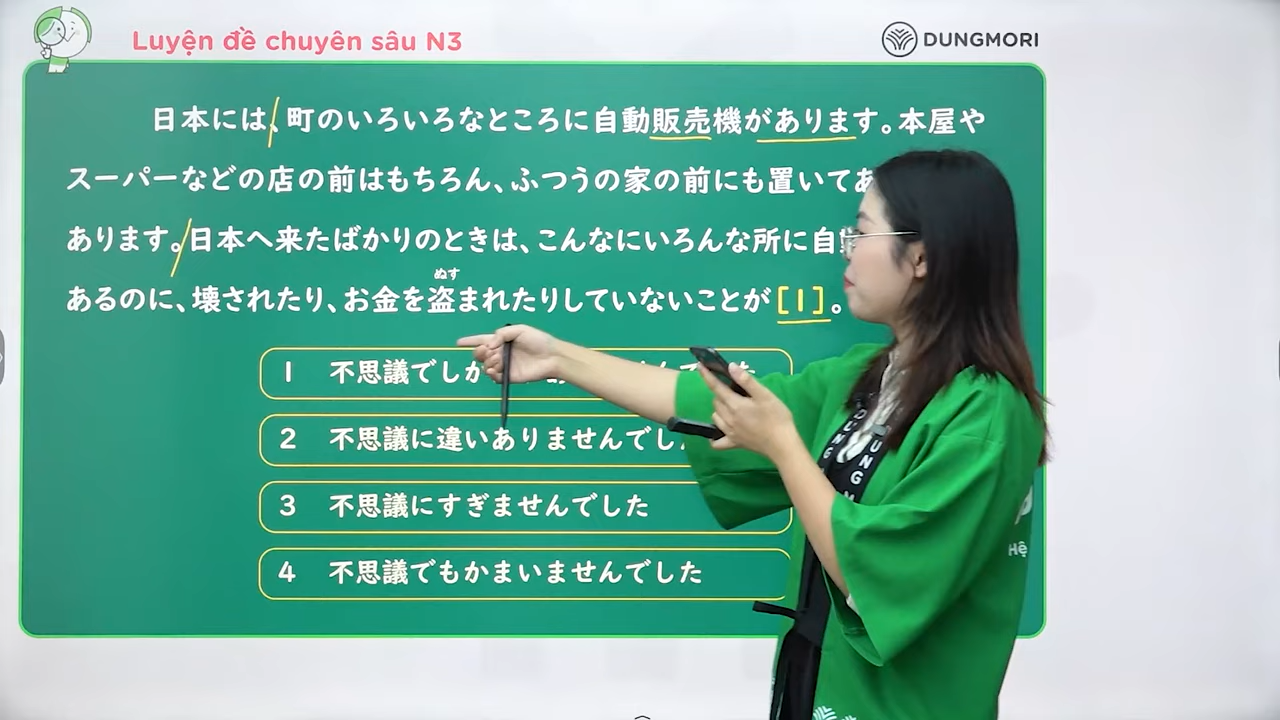 Luyện đề chuyên sâu N3
DUNGMORI
日本には、町のいろいろなところに自動販売機があります。本屋や
スーパーなどの店の前はもちろん、ふつうの家の前にも置いてあ
あります。日本へ来たばかりのときは、こんなにいろんな所に自
ぬす
あるのに、壊されたり、お金を盗まれたりしていないことが[1]。
1 不思議でしか
2 不思議に違いありませんでし
3 不思議にすぎませんでした
4 不思議でもかまいませんでした
DUNG
UNG
Hệ